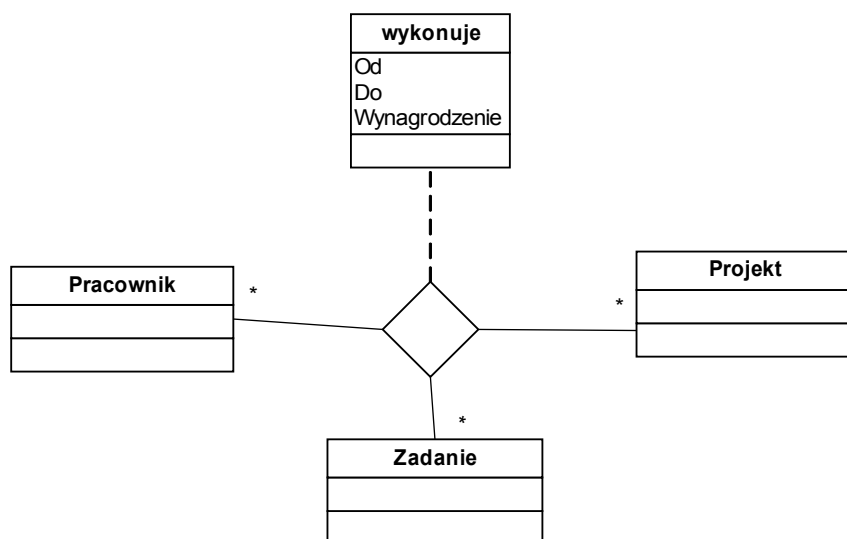 wykonuje
Od
Do
Wynagrodzenie
Pracownik
*
*
Projekt
*
Zadanie